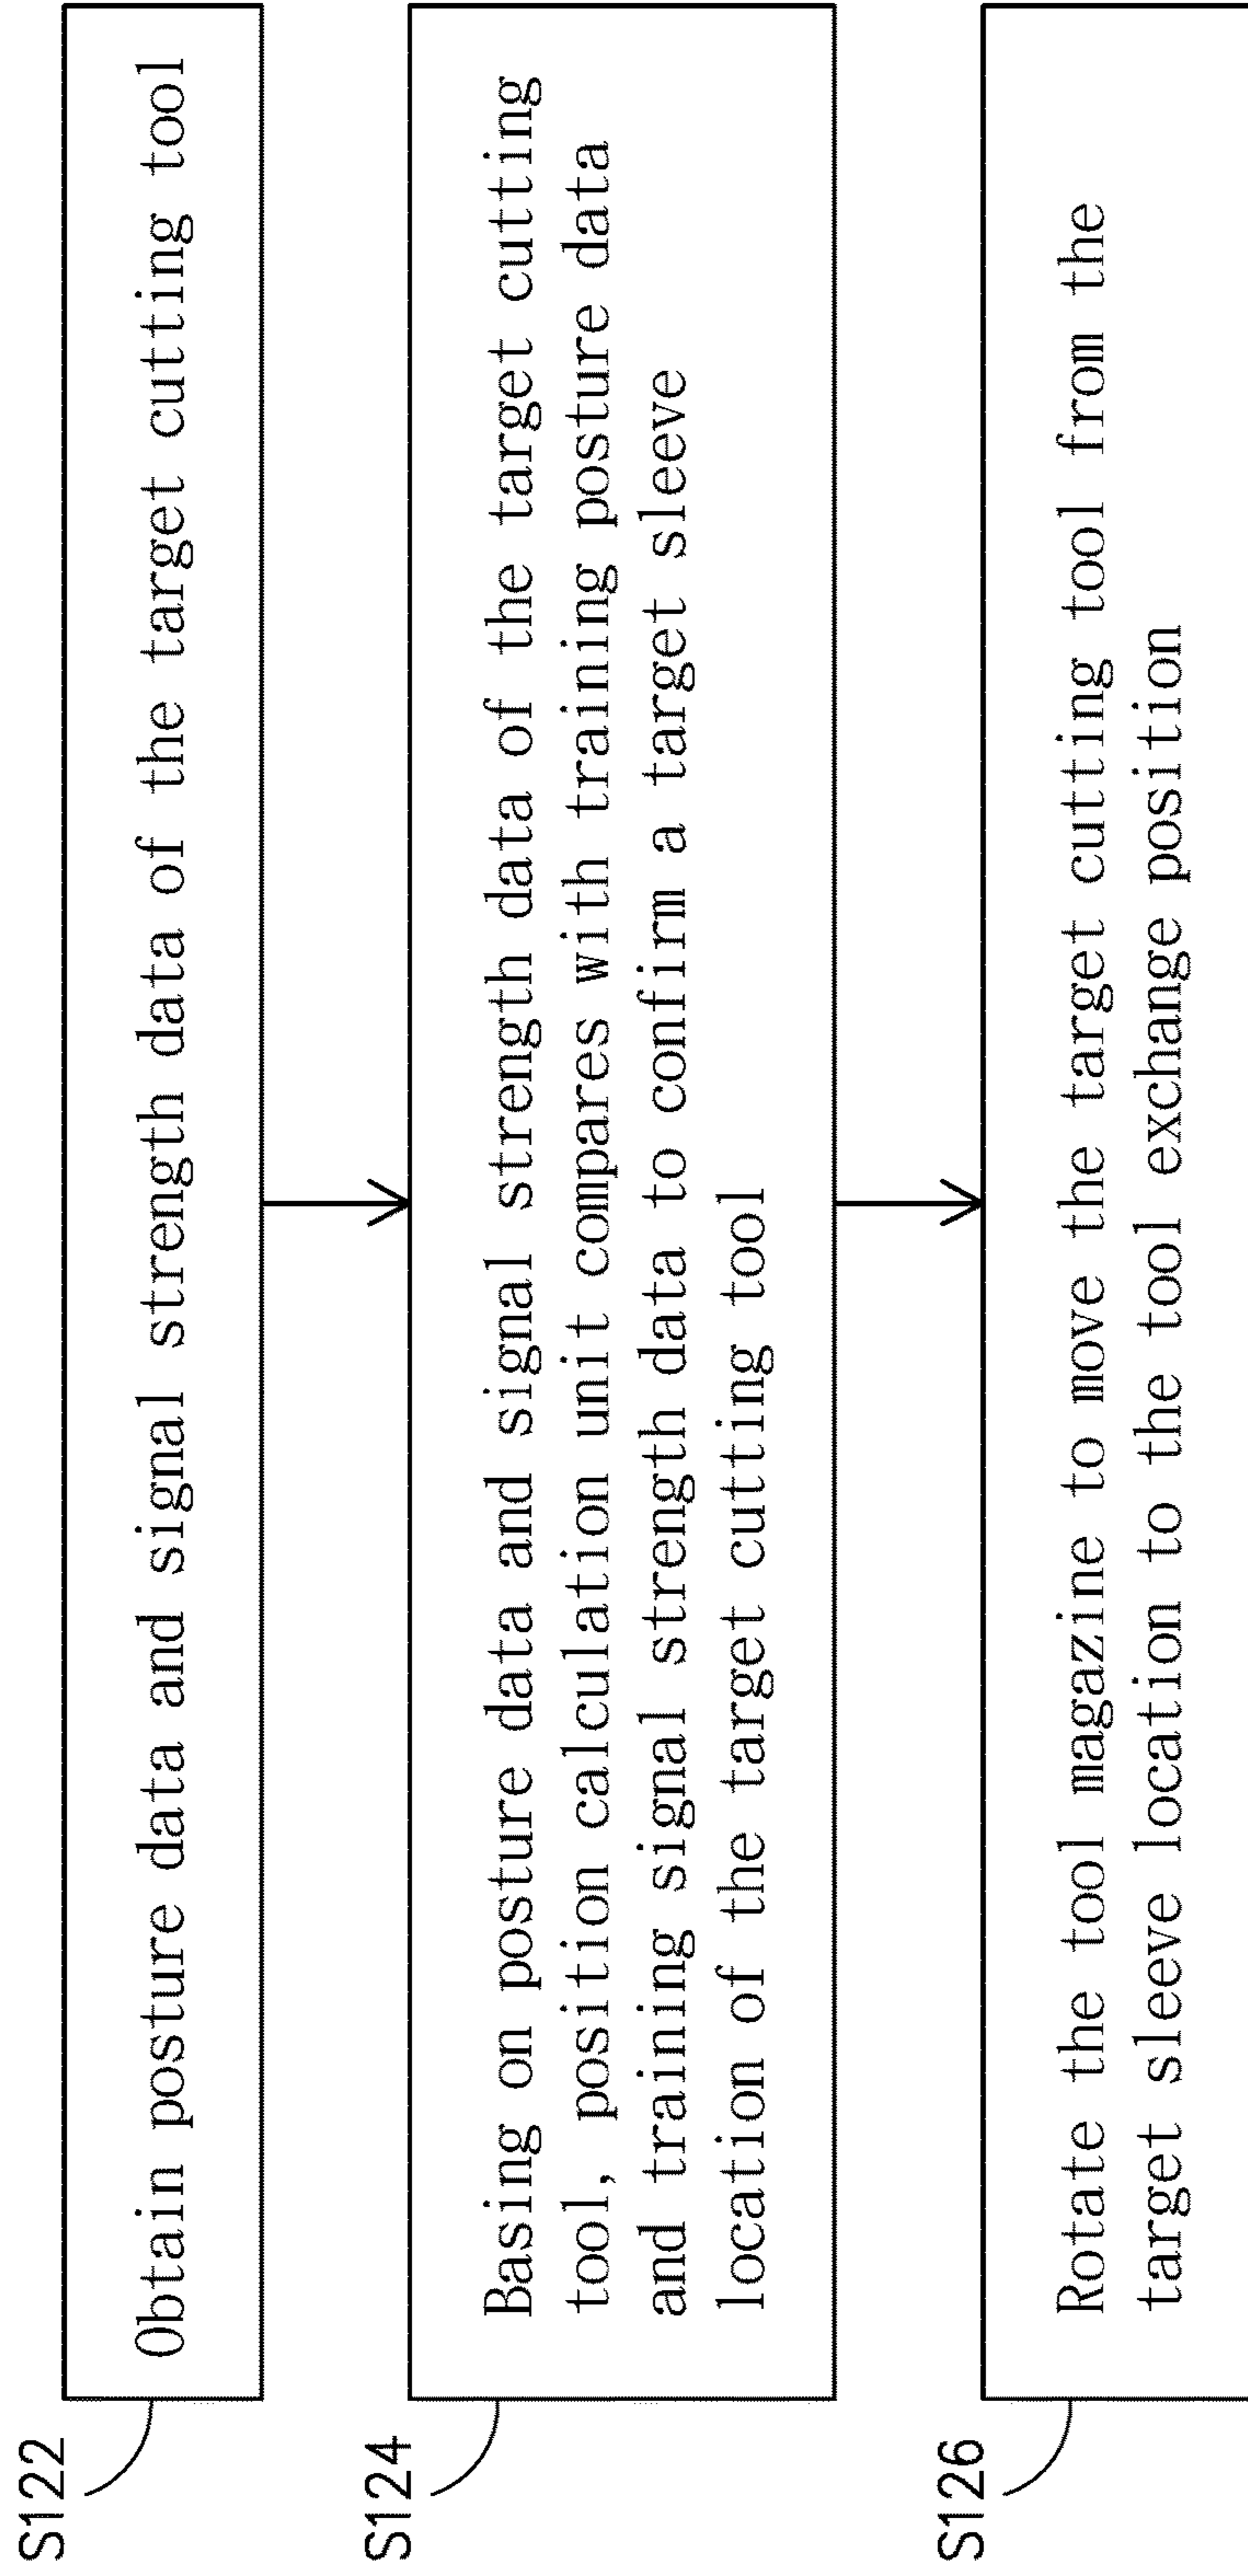 S122
Obtain posture data and signal strength data of the target cutting tool
S124
Basing on posture data and signal strength data of the target cutting
tool, position calculation unit compares with training posture data
and training signal strength data to confirm a target sleeve
location of the target cutting tool
S126
Rotate the tool magazine to move the target cutting tool from the
target sleeve location to the tool exchange position